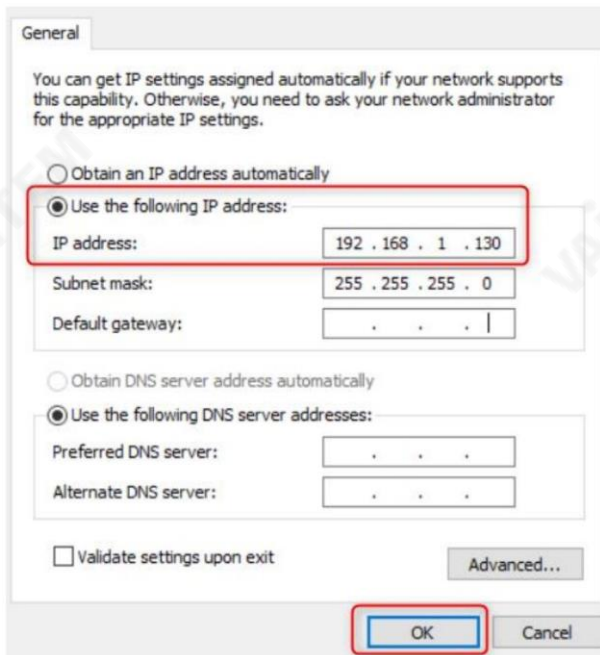 General
You can get IP settings assigned automatically if your network supports
this capability. Otherwise, you need to ask your network administrator
for the appropriate IP settings.
Obtain an IP address automatically
Use the following IP address:
IP address: 192 . 168 . 1 . 130
Subnet mask: 255 . 255 . 255 . 0
Default gateway: . . .
Obtain DNS server address automatically
Use the following DNS server addresses:
Preferred DNS server: . . .
Alternate DNS server: . . .
Validate settings upon exit
Advanced...
OK Cancel